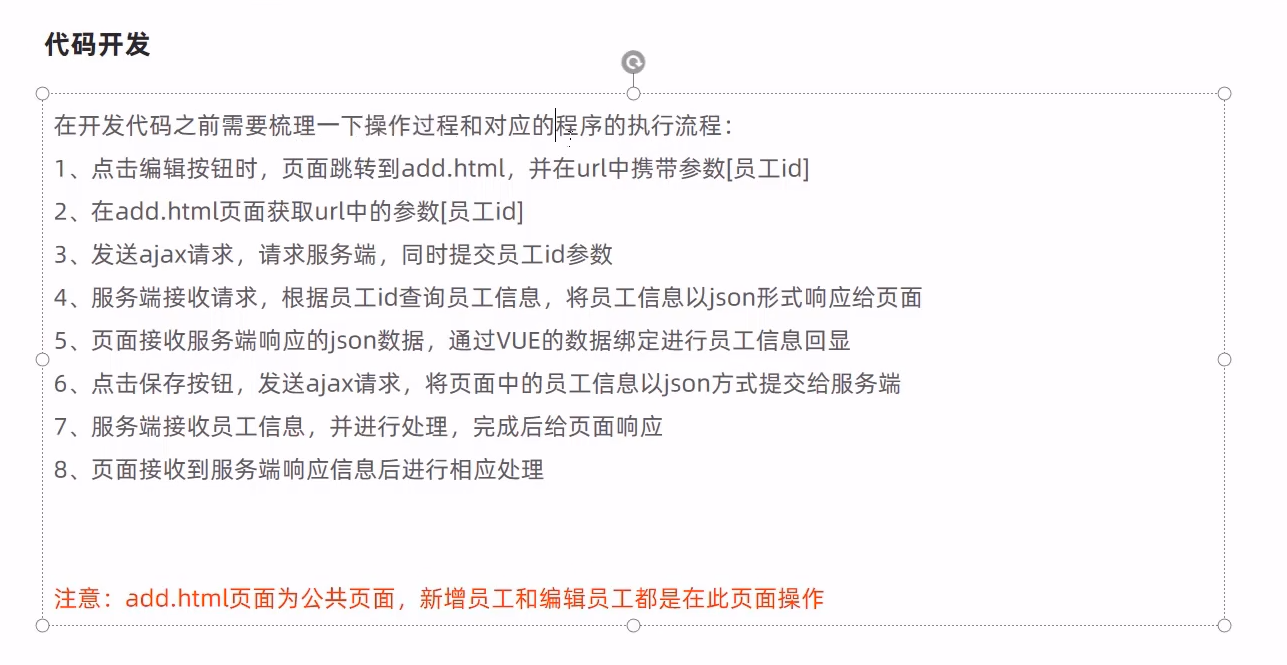 代码开发
在开发代码之前需要梳理一下操作过程和对应的程序的执行流程：
1、点击编辑按钮时，页面跳转到add.html，并在url中携带参数[员工id]
2、在add.html页面获取url中的参数[员工id]
3、发送ajax请求，请求服务端，同时提交员工id参数
4、服务端接收请求，根据员工id查询员工信息，将员工信息以json形式响应给页面
5、页面接收服务端响应的json数据，通过VUE的数据绑定进行员工信息回显
6、点击保存按钮，发送ajax请求，将页面中的员工信息以json方式提交给服务端
7、服务端接收员工信息，并进行处理，完成后给页面响应
8、页面接收到服务端响应信息后进行相应处理
注意：add.html页面为公共页面，新增员工和编辑员工都是在此页面操作